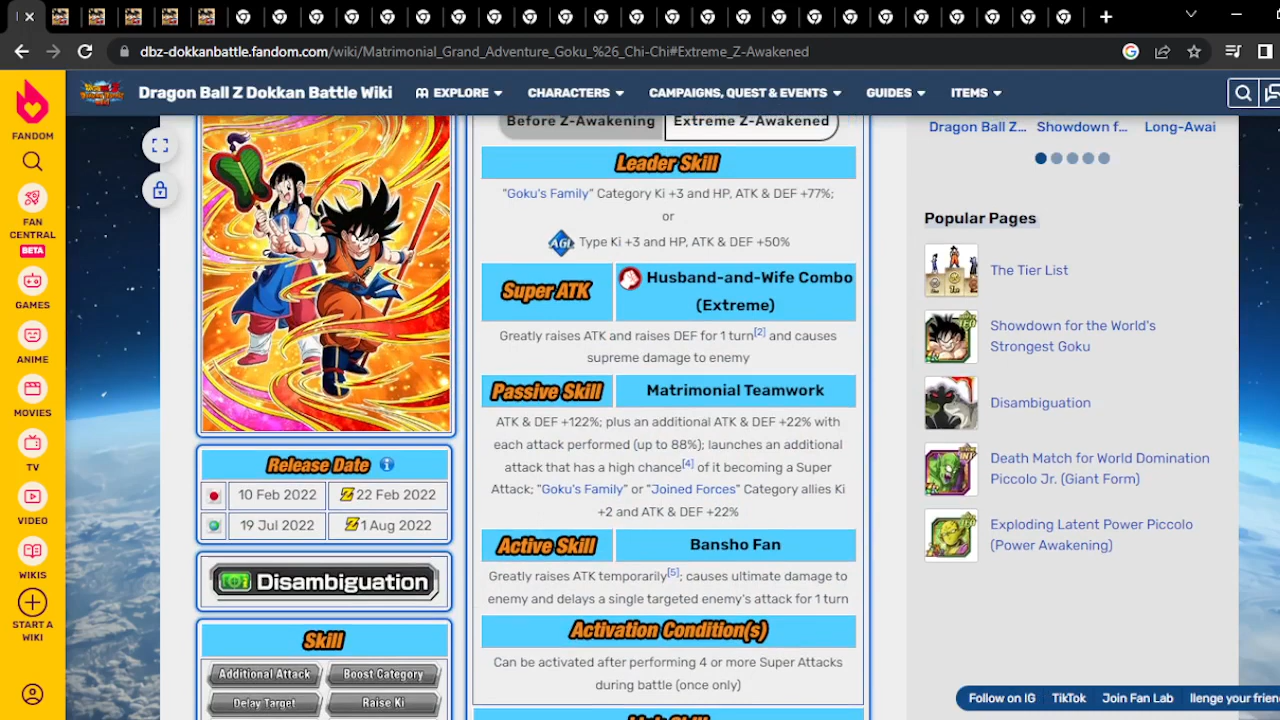 dbz-dokkanbattle.fandom.com/wiki/Matrimonial_Grand_Adventure_Goku_%26_Chi-Chi#Extreme_Z-Awakened
Dragon Ball Z Dokkan Battle Wiki
EXPLORE
CHARACTERS
CAMPAIGNS, QUEST & EVENTS
GUIDES
ITEMS
FANDOM
FAN
CENTRAL
BETA
GAMES
ANIME
MOVIES
TV
VIDEO
WIKIS
START A
WIKI
Release Date
10 Feb 2022
Z 22 Feb 2022
19 Jul 2022
Z 1 Aug 2022
Disambiguation
Skill
Additional Attack
Boost Category
Delay Target
Raise Ki
Before Z-Awakening
Extreme Z-Awakened
Leader Skill
"Goku's Family" Category Ki +3 and HP, ATK & DEF +77%;
or
AGL Type Ki +3 and HP, ATK & DEF +50%
Super ATK
Husband-and-Wife Combo
(Extreme)
Greatly raises ATK and raises DEF for 1 turn[2] and causes
supreme damage to enemy
Passive Skill
Matrimonial Teamwork
ATK & DEF +122%; plus an additional ATK & DEF +22% with
each attack performed (up to 88%); launches an additional
attack that has a high chance[4] of it becoming a Super
Attack; "Goku's Family" or "Joined Forces" Category allies Ki
+2 and ATK & DEF +22%
Active Skill
Bansho Fan
Greatly raises ATK temporarily[5]; causes ultimate damage to
enemy and delays a single targeted enemy's attack for 1 turn
Activation Condition(s)
Can be activated after performing 4 or more Super Attacks
during battle (once only)
Link Skill
Dragon Ball Z...
Showdown f...
Long-Awai
Popular Pages
The Tier List
Showdown for the World's
Strongest Goku
Disambiguation
Death Match for World Domination
Piccolo Jr. (Giant Form)
Exploding Latent Power Piccolo
(Power Awakening)
Follow on IG
TikTok
Join Fan Lab
llenge your frien